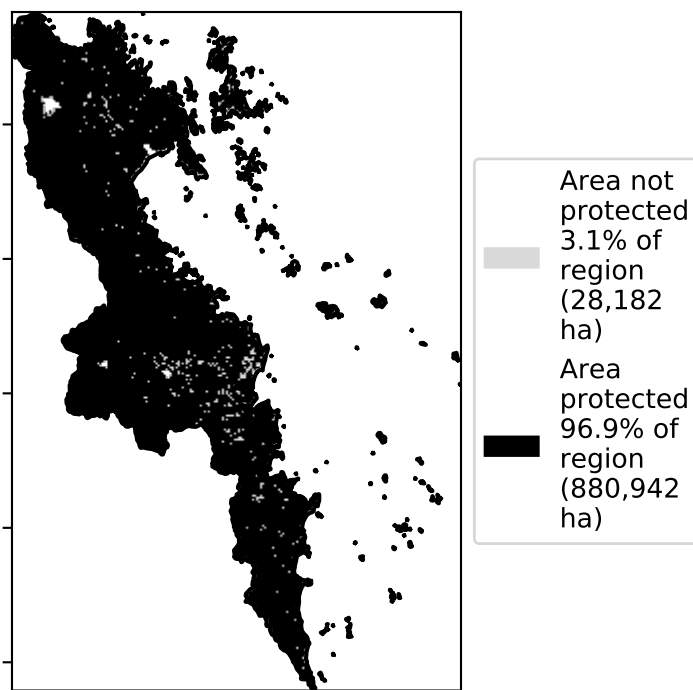 Area not
protected
3.1% of
region
(28,182
ha)
Area
protected
96.9% of
region
(880,942
ha)